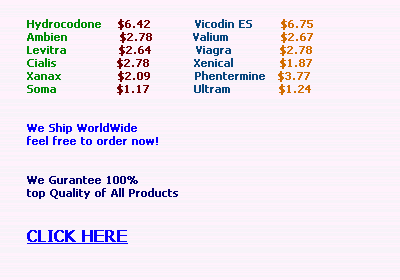 Hydrocodone $6.42 Vicodin ES $6.75
Ambien $2.78 Valium $2.67
Levitra $2.64 Viagra $2.78
Cialis $2.78 Xenical $1.87
Xanax $2.09 Phentermine $3.77
Soma $1.17 Ultram $1.24
We Ship WorldWide
feel free to order now!
We Gurantee 100%
top Quality of All Products
CLICK HERE